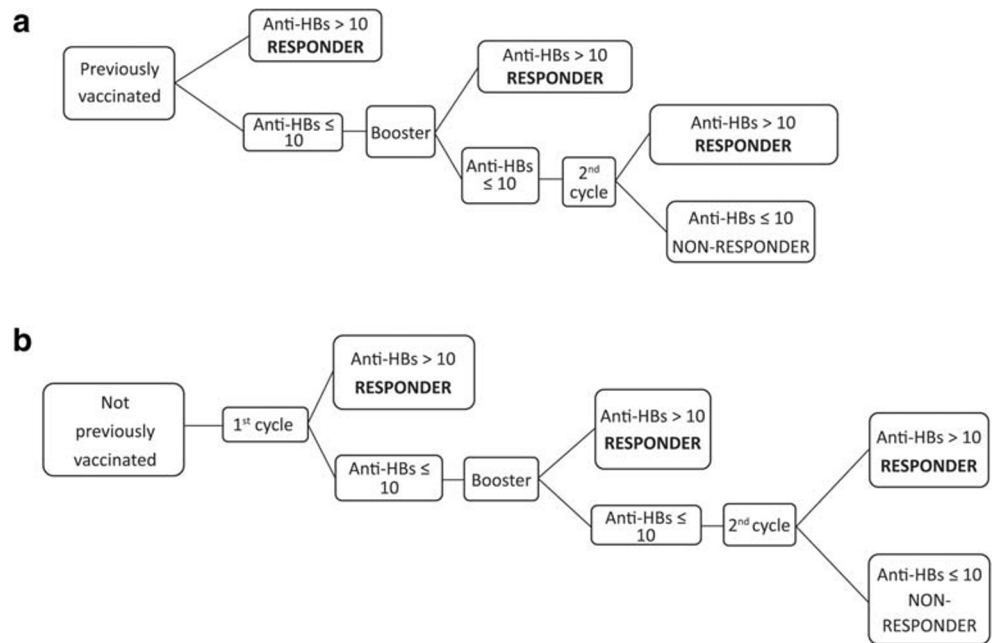 a
Previously
vaccinated
Anti-HBs > 10
RESPONDER
Anti-HBs ≤
10
Booster
Anti-HBs > 10
RESPONDER
Anti-HBs
≤ 10
2nd
cycle
Anti-HBs > 10
RESPONDER
Anti-HBs ≤ 10
NON-RESPONDER
b
Not
previously
vaccinated
1st cycle
Anti-HBs > 10
RESPONDER
Anti-HBs ≤
10
Booster
Anti-HBs > 10
RESPONDER
Anti-HBs ≤
10
2nd cycle
Anti-HBs > 10
RESPONDER
Anti-HBs ≤ 10
NON-
RESPONDER